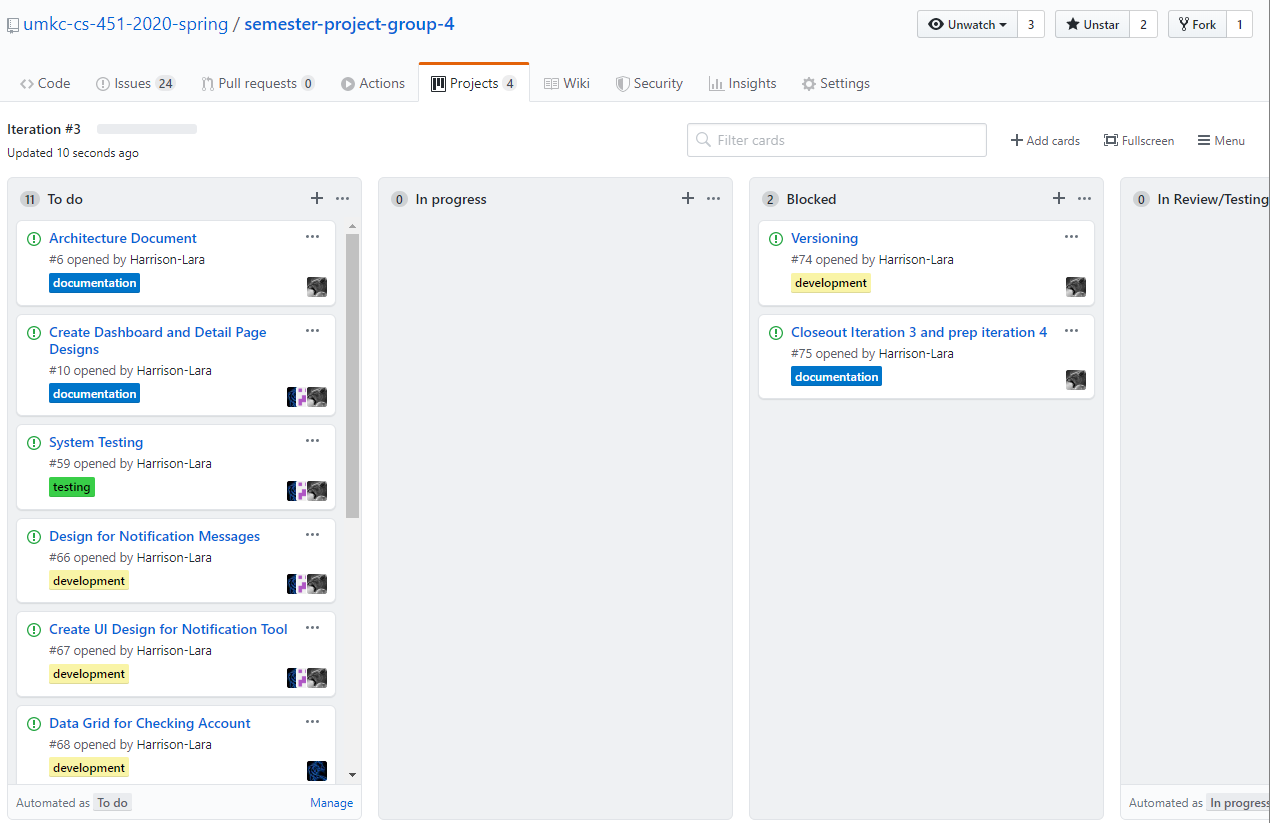 umkc-cs-451-2020-spring / semester-project-group-4
Unwatch 3
Unstar 2
Fork 1
Code
Issues 24
Pull requests 0
Actions
Projects 4
Wiki
Security
Insights
Settings
Iteration #3
Updated 10 seconds ago
Filter cards
Add cards
Fullscreen
Menu
11 To do
Architecture Document
#6 opened by Harrison-Lara
documentation
Create Dashboard and Detail Page
Designs
#10 opened by Harrison-Lara
documentation
System Testing
#59 opened by Harrison-Lara
testing
Design for Notification Messages
#66 opened by Harrison-Lara
development
Create UI Design for Notification Tool
#67 opened by Harrison-Lara
development
Data Grid for Checking Account
#68 opened by Harrison-Lara
development
Automated as To do
Manage
0 In progress
2 Blocked
Versioning
#74 opened by Harrison-Lara
development
Closeout Iteration 3 and prep iteration 4
#75 opened by Harrison-Lara
documentation
0 In Review/Testing
Automated as In progress